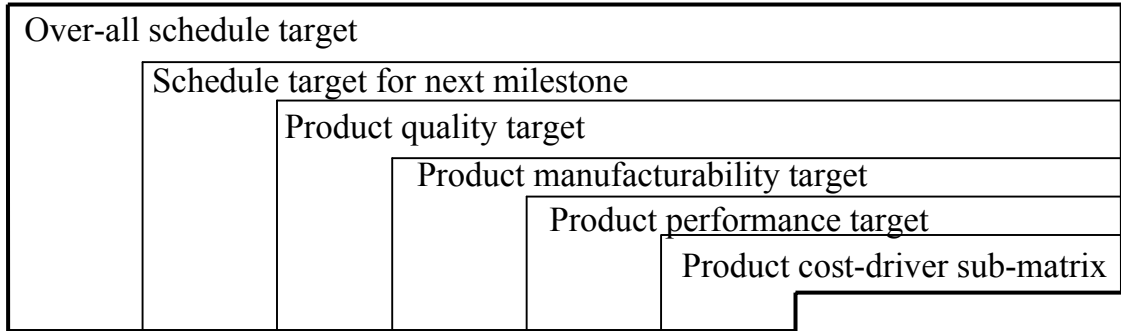 Over-all schedule target
Schedule target for next milestone
Product quality target
Product manufacturability target
Product performance target
Product cost-driver sub-matrix